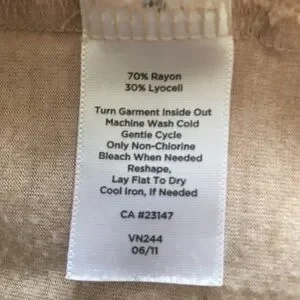 70% Rayon
30% Lyocell
Turn Garment Inside Out
Machine Wash Cold
Gentle Cycle
Only Non-Chlorine
Bleach When Needed
Reshape,
Lay Flat To Dry
Cool Iron, If Needed
CA #23147
VN244
06/11